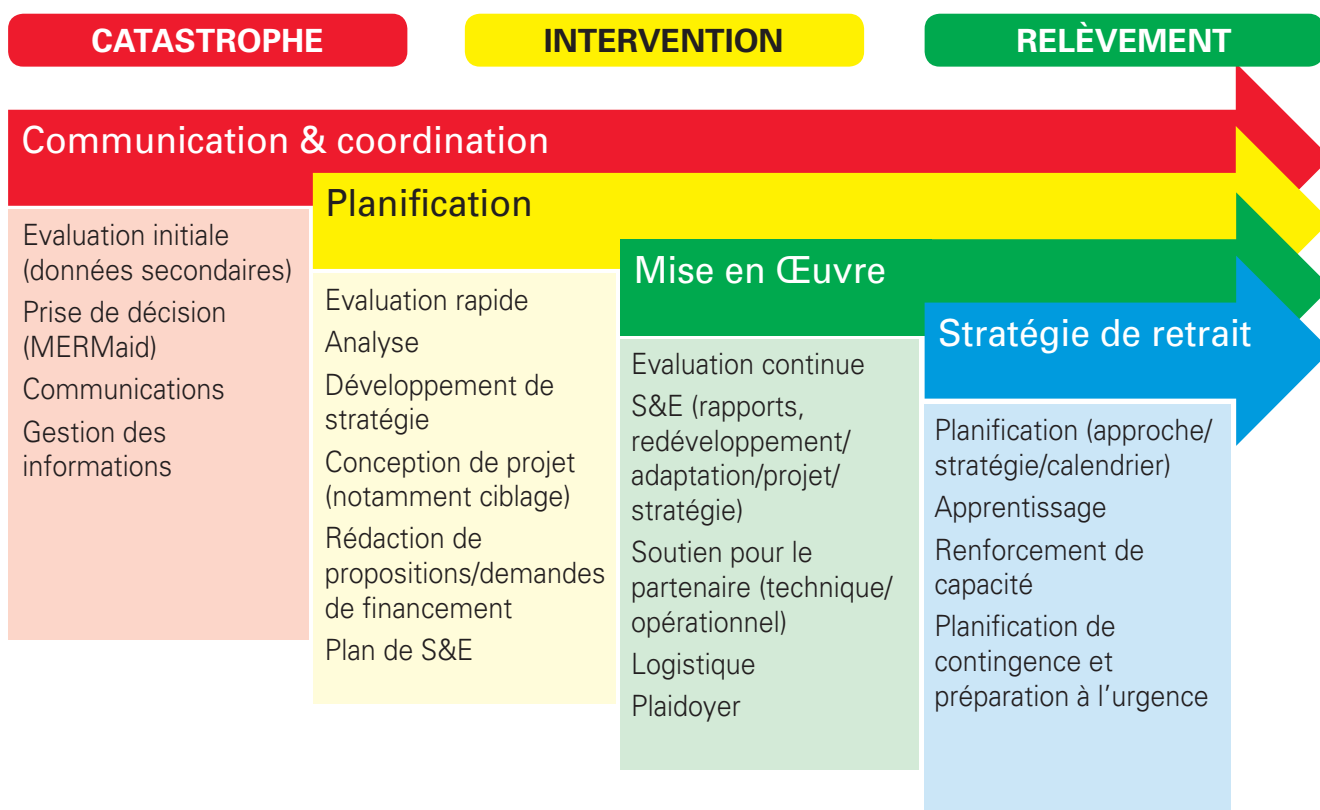 CATASTROPHE
INTERVENTION
RELÈVEMENT
Communication & coordination
Evaluation initiale
(données secondaires)
Prise de décision
(MERMaid)
Communications
Gestion des
informations
Planification
Evaluation rapide
Analyse
Développement de
stratégie
Conception de projet
(notamment ciblage)
Rédaction de
propositions/demandes
de financement
Plan de S&E
Mise en Œuvre
Evaluation continue
S&E (rapports,
redéveloppement/
adaptation/projet/
stratégie)
Soutien pour le
partenaire (technique/
opérationnel)
Logistique
Plaidoyer
Stratégie de retrait
Planification (approche/
stratégie/calendrier)
Apprentissage
Renforcement de
capacité
Planification de
contingence et
préparation à l’urgence